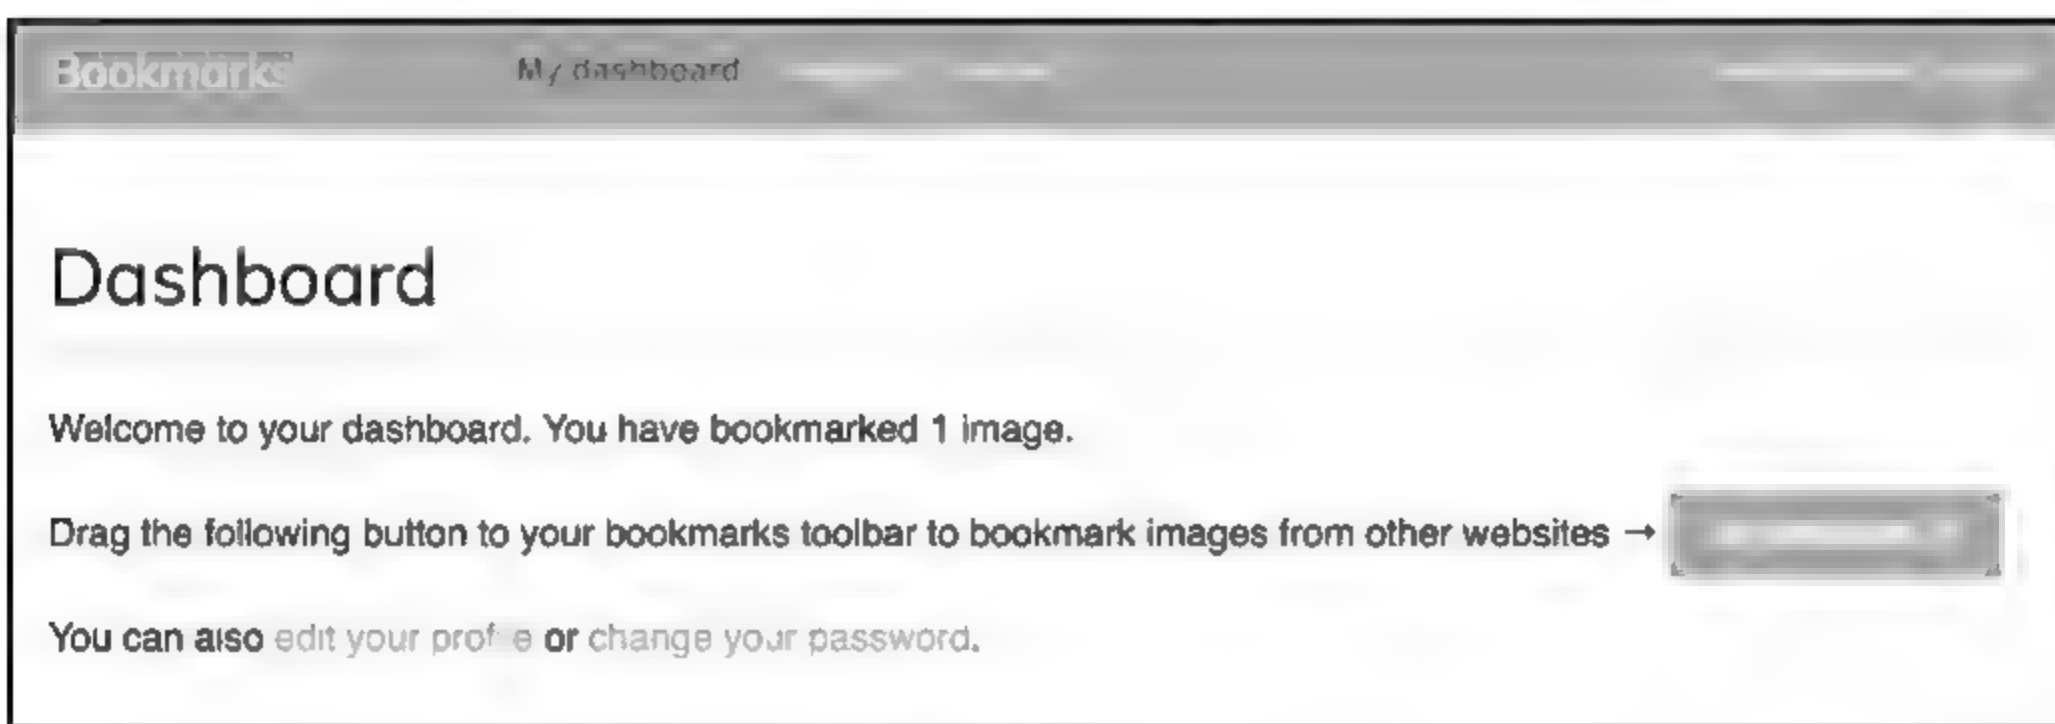 Bookmarks My dashboard
Dashboard
Welcome to your dashboard. You have bookmarked 1 image.
Drag the following button to your bookmarks toolbar to bookmark images from other websites →
You can also edit your profile or change your password.